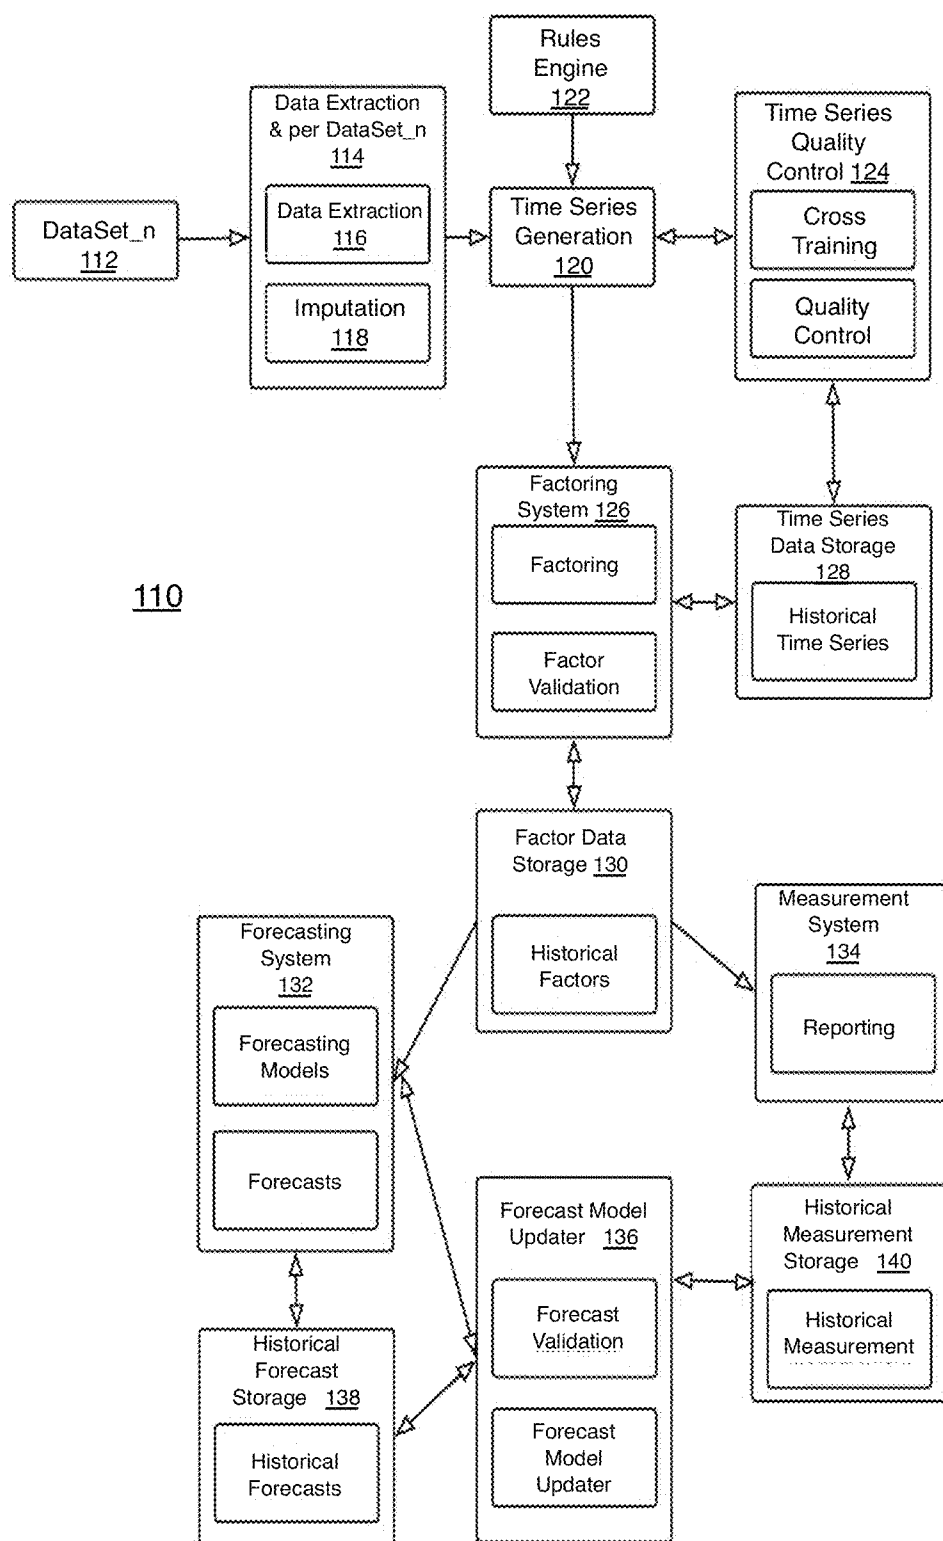 Rules
Engine
122
Data Extraction
& per DataSet_n
114
Data Extraction
116
Imputation
118
DataSet_n
112
Time Series
Generation
120
Time Series
Quality
Control 124
Cross
Training
Quality
Control
110
Factoring
System 126
Factoring
Factor
Validation
Time Series
Data Storage
128
Historical
Time Series
Factor Data
Storage 130
Historical
Factors
Forecasting
System
132
Forecasting
Models
Forecasts
Measurement
System
134
Reporting
Forecast Model
Updater 136
Forecast
Validation
Forecast
Model
Updater
Historical
Measurement
Storage 140
Historical
Measurement
Historical
Forecast
Storage 138
Historical
Forecasts